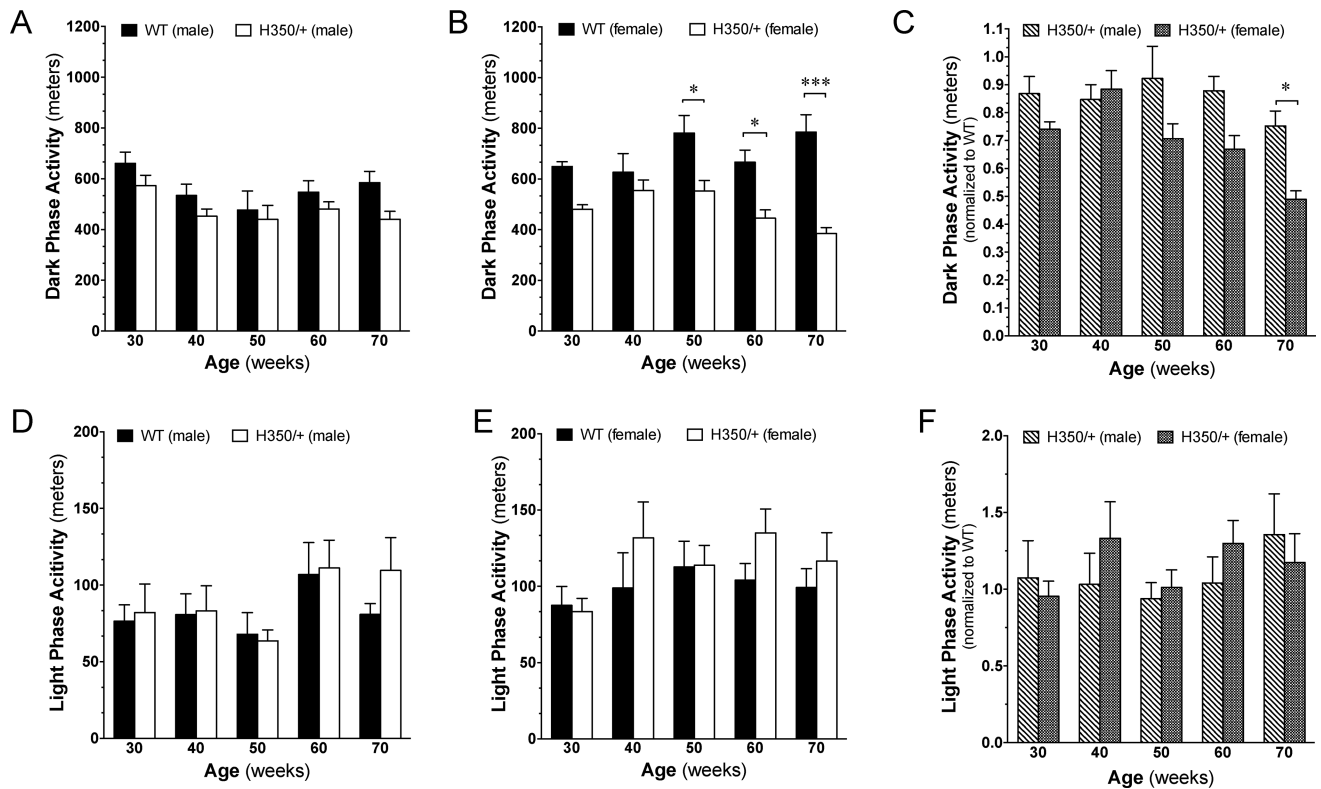 A
WT (male) H350/+ (male)
Dark Phase Activity (meters)
1200
1000
800
600
400
200
0
30 40 50 60 70
Age (weeks)
B
WT (female) H350/+ (female)
Dark Phase Activity (meters)
1200
1000
800
600
400
200
0
* * ***
30 40 50 60 70
Age (weeks)
C
H350/+ (male) H350/+ (female)
Dark Phase Activity (meters)
(normalized to WT)
1.1
1.0
0.9
0.8
0.7
0.6
0.5
0.4
0.3
0.2
0.1
0.0
*
30 40 50 60 70
Age (weeks)
D
WT (male) H350/+ (male)
Light Phase Acitivity (meters)
200
150
100
50
0
30 40 50 60 70
Age (weeks)
E
WT (female) H350/+ (female)
Light Phase Activity (meters)
200
150
100
50
0
30 40 50 60 70
Age (weeks)
F
H350/+ (male) H350/+ (female)
Light Phase Activity (meters)
(normalized to WT)
2.0
1.5
1.0
0.5
0.0
30 40 50 60 70
Age (weeks)